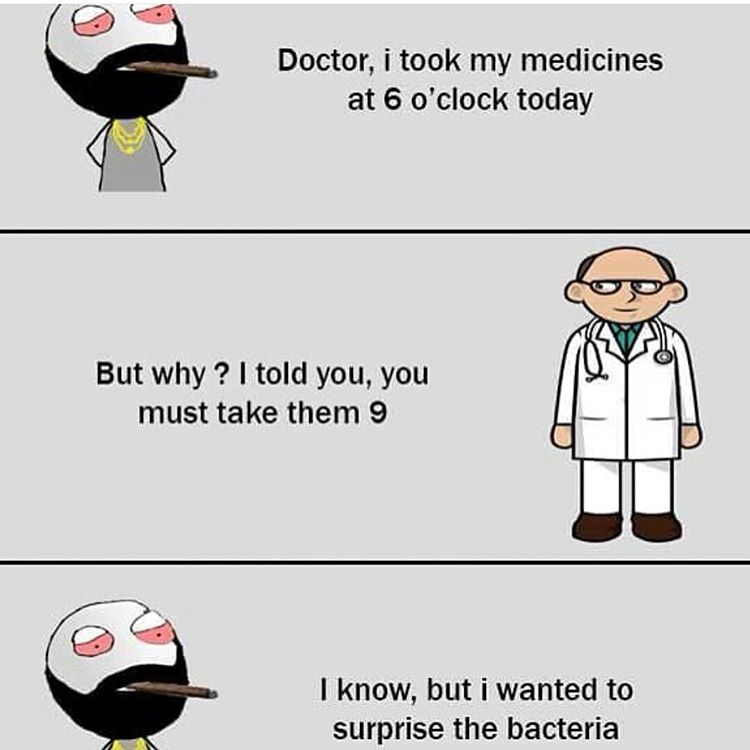 Doctor, i took my medicines
at 6 o'clock today
But why ? I told you, you
must take them 9
I know, but i wanted to
surprise the bacteria